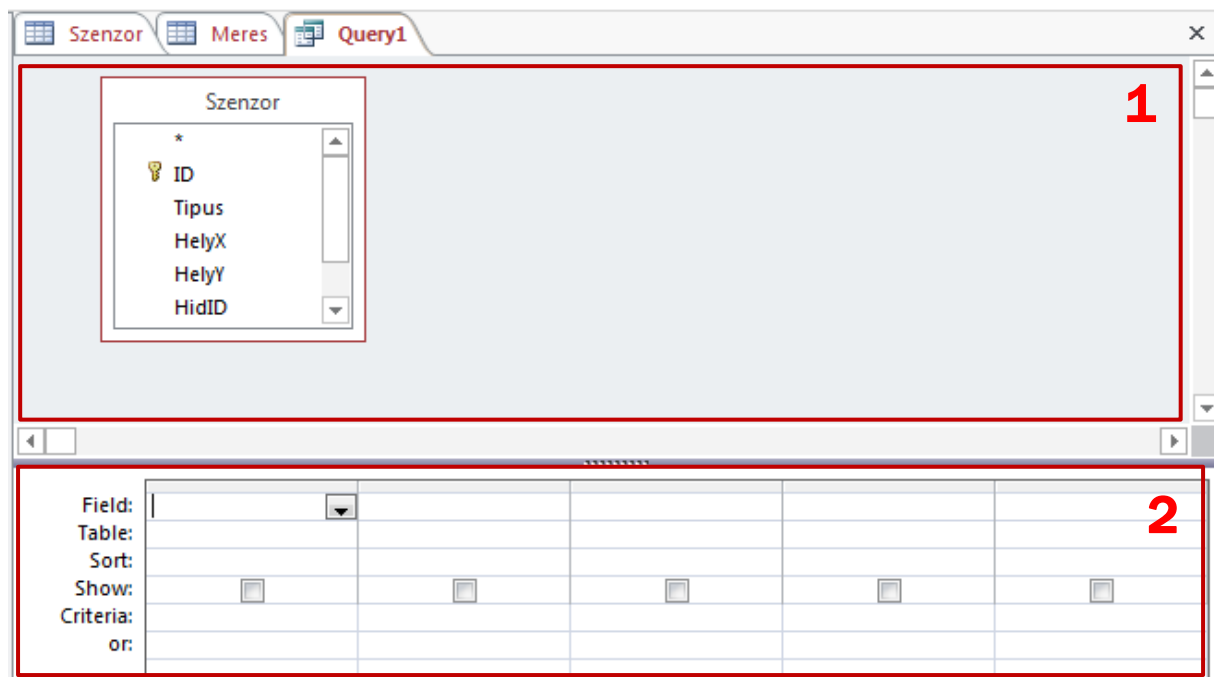 Szenzor Meres Query1
1
Szenzor
*
ID
Tipus
HelyX
HelyY
HidID
2
Field:
Table:
Sort:
Show:
Criteria:
or: